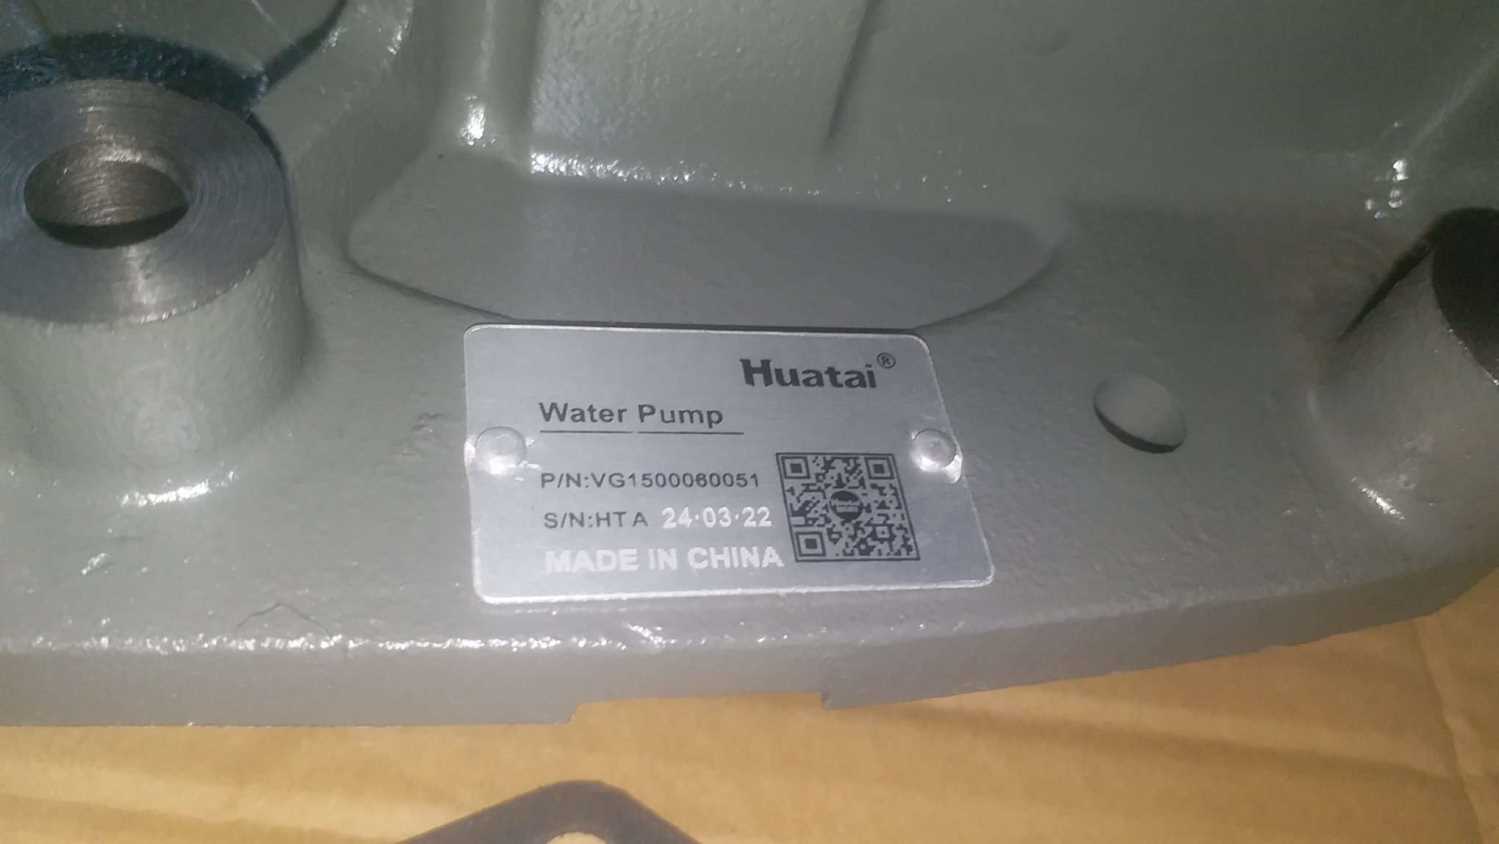 Huatai®
Water Pump
P/N:VG1500060051
S/N:HTA 24·03·22
MADE IN CHINA